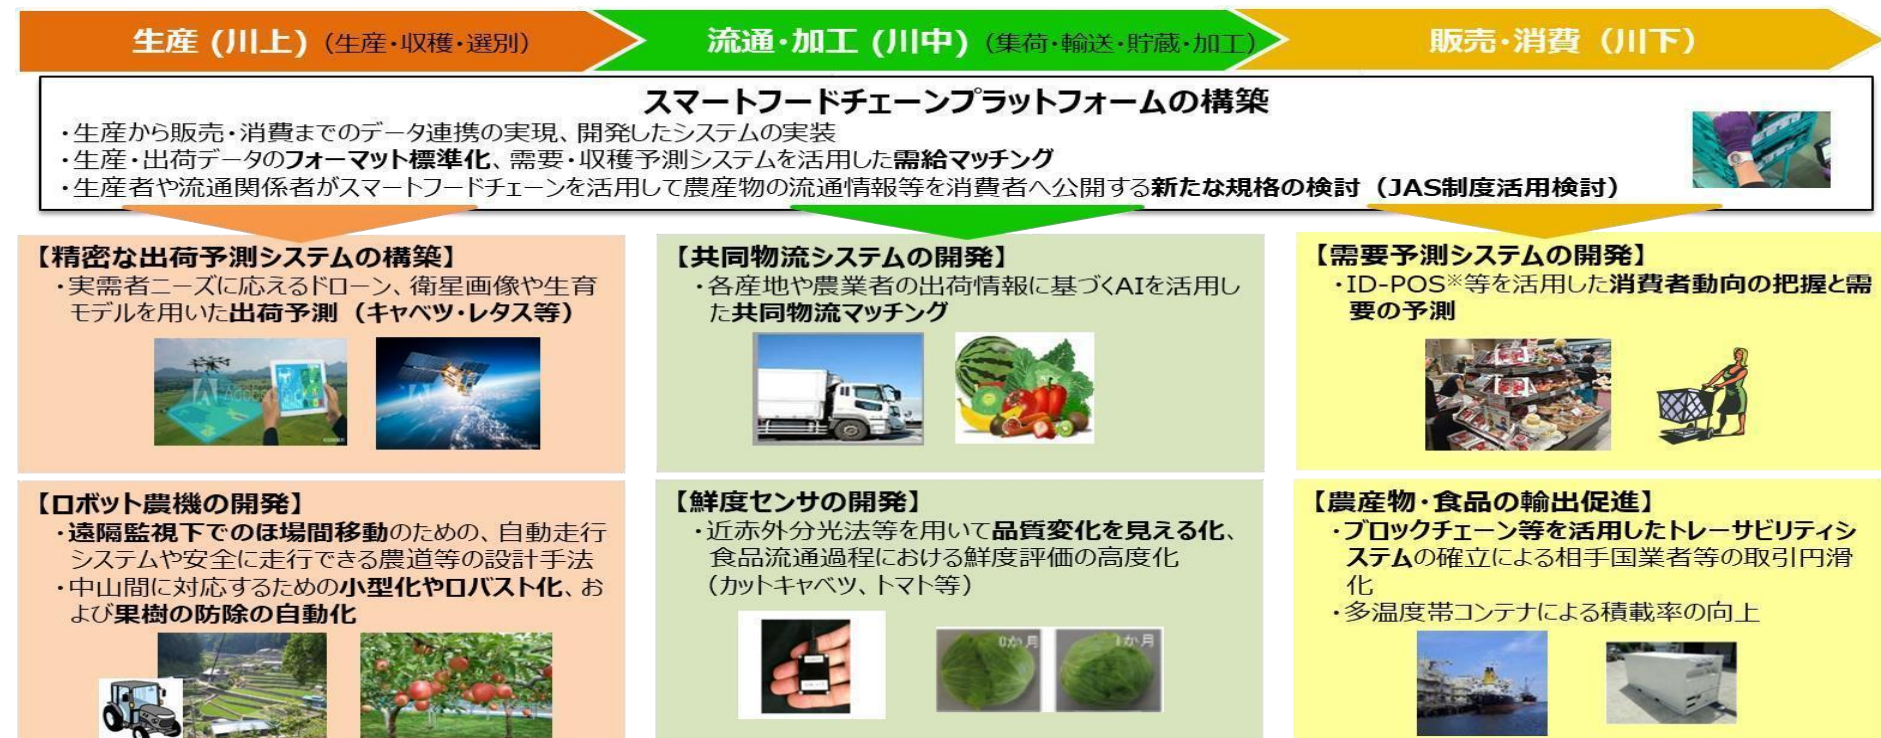 生産 (川上)（生産・収穫・選別）
流通・加工 (川中)（集荷・輸送・貯蔵・加工）
販売・消費（川下）
スマートフードチェーンプラットフォームの構築
・生産から販売・消費までのデータ連携の実現、開発したシステムの実装
・生産・出荷データのフォーマット標準化、需要・収穫予測システムを活用した需給マッチング
・生産者や流通関係者がスマートフードチェーンを活用して農産物の流通情報等を消費者へ公開する新たな規格の検討（JAS制度活用検討）
【精密な出荷予測システムの構築】
・実需者ニーズに応えるドローン、衛星画像や生育
モデルを用いた出荷予測（キャベツ・レタス等）
【共同物流システムの開発】
・各産地や農業者の出荷情報に基づくAIを活用し
た共同物流マッチング
【需要予測システムの開発】
・ID-POS※等を活用した消費者動向の把握と需
要の予測
【ロボット農機の開発】
・遠隔監視下でのほ場間移動のための、自動走行
システムや安全に走行できる農道等の設計手法
・中山間に対応するための小型化やロバスト化、お
よび果樹の防除の自動化
【鮮度センサの開発】
・近赤外分光法等を用いて品質変化を見える化、
食品流通過程における鮮度評価の高度化
（カットキャベツ、トマト等）
0か月
1か月
【農産物・食品の輸出促進】
・ブロックチェーン等を活用したトレーサビリティシ
ステムの確立による相手国業者等の取引円滑
化
・多温度帯コンテナによる積載率の向上